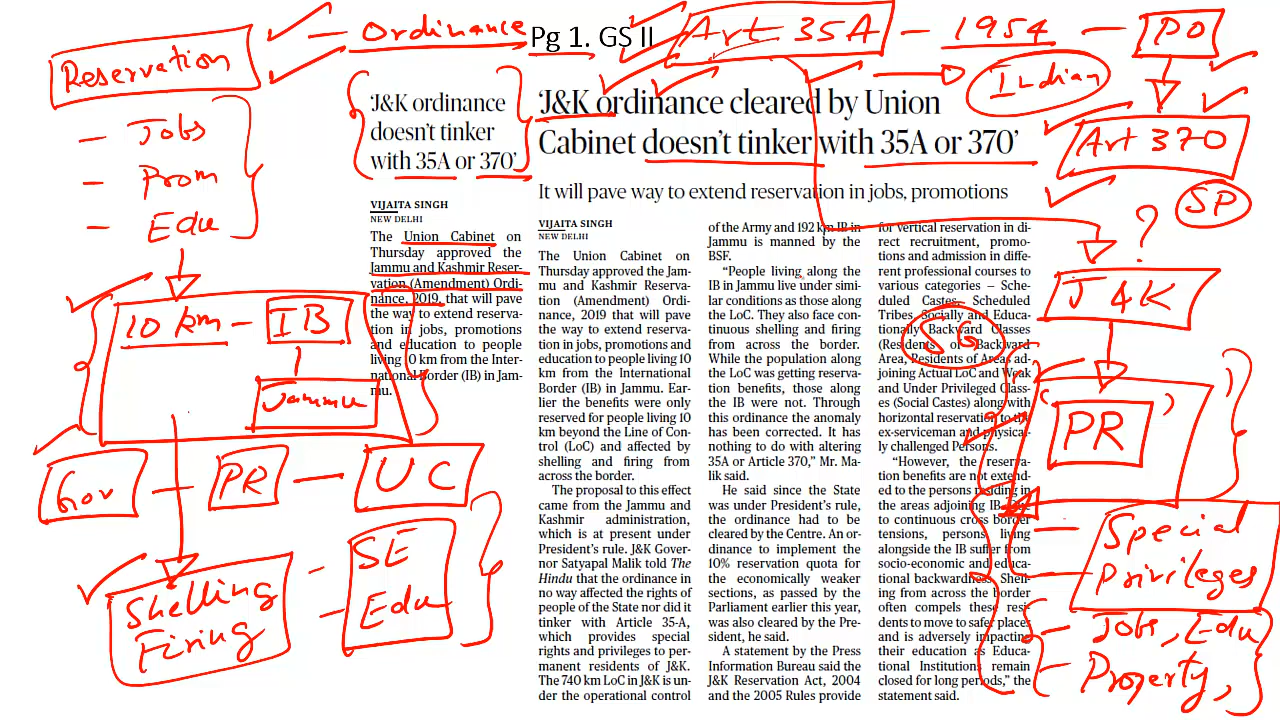 Reservation
- Jobs
- Prom
- Edu
10 km - IB
Jammu
Gov - PR - UC
Shelling
Firing
- SE
- Edu
- Ordinance
Pg 1. GS II
Art 35A - 1954 - PO
Indian
Art 370
SP
?
J&K
SG
PR
Special
Privileges
- Jobs, Edu
- Property,
‘J&K ordinance
doesn’t tinker
with 35A or 370’
VIJAITA SINGH
NEW DELHI
The Union Cabinet on
Thursday approved the
Jammu and Kashmir Reser-
vation (Amendment) Ordi-
nance, 2019, that will pave
the way to extend reserva-
tion in jobs, promotions
and education to people
living 10 km from the Inter-
national Border (IB) in Jam-
mu.
‘J&K ordinance cleared by Union
Cabinet doesn’t tinker with 35A or 370’
It will pave way to extend reservation in jobs, promotions
VIJAITA SINGH
NEW DELHI
The Union Cabinet on
Thursday approved the Jam-
mu and Kashmir Reserva-
tion (Amendment) Ordi-
nance, 2019 that will pave
the way to extend reserva-
tion in jobs, promotions and
education to people living 10
km from the International
Border (IB) in Jammu. Ear-
lier the benefits were only
reserved for people living 10
km beyond the Line of Con-
trol (LoC) and affected by
shelling and firing from
across the border.
The proposal to this effect
came from the Jammu and
Kashmir administration,
which is at present under
President’s rule. J&K Gover-
nor Satyapal Malik told The
Hindu that the ordinance in
no way affected the rights of
people of the State nor did it
tinker with Article 35-A,
which provides special
rights and privileges to per-
manent residents of J&K.
The 740 km LoC in J&K is un-
der the operational control
of the Army and 192 km IB in
Jammu is manned by the
BSF.
“People living along the
IB in Jammu live under simi-
lar conditions as those along
the LoC. They also face con-
tinuous shelling and firing
from across the border.
While the population along
the LoC was getting reserva-
tion benefits, those along
the IB were not. Through
this ordinance the anomaly
has been corrected. It has
nothing to do with altering
35A or Article 370,” Mr. Ma-
lik said.
He said since the State
was under President’s rule,
the ordinance had to be
cleared by the Centre. An or-
dinance to implement the
10% reservation quota for
the economically weaker
sections, as passed by the
Parliament earlier this year,
was also cleared by the Pre-
sident, he said.
A statement by the Press
Information Bureau said the
J&K Reservation Act, 2004
and the 2005 Rules provide
for vertical reservation in di-
rect recruitment, promo-
tions and admission in diffe-
rent professional courses to
various categories – Sche-
duled Castes, Scheduled
Tribes, Socially and Educa-
tionally Backward Classes
(Residents of Backward
Area, Residents of Areas ad-
joining Actual LoC and Weak
and Under Privileged Class-
es (Social Castes) along with
horizontal reservation to the
ex-serviceman and physical-
ly challenged Persons.
“However, the reserva-
tion benefits are not extend-
ed to the persons residing in
the areas adjoining IB. Due
to continuous cross border
tensions, persons living
alongside the IB suffer from
socio-economic and educa-
tional backwardness. Shell-
ing from across the border
often compels these resi-
dents to move to safer places
and is adversely impacting
their education as Educa-
tional Institutions remain
closed for long periods,” the
statement said.